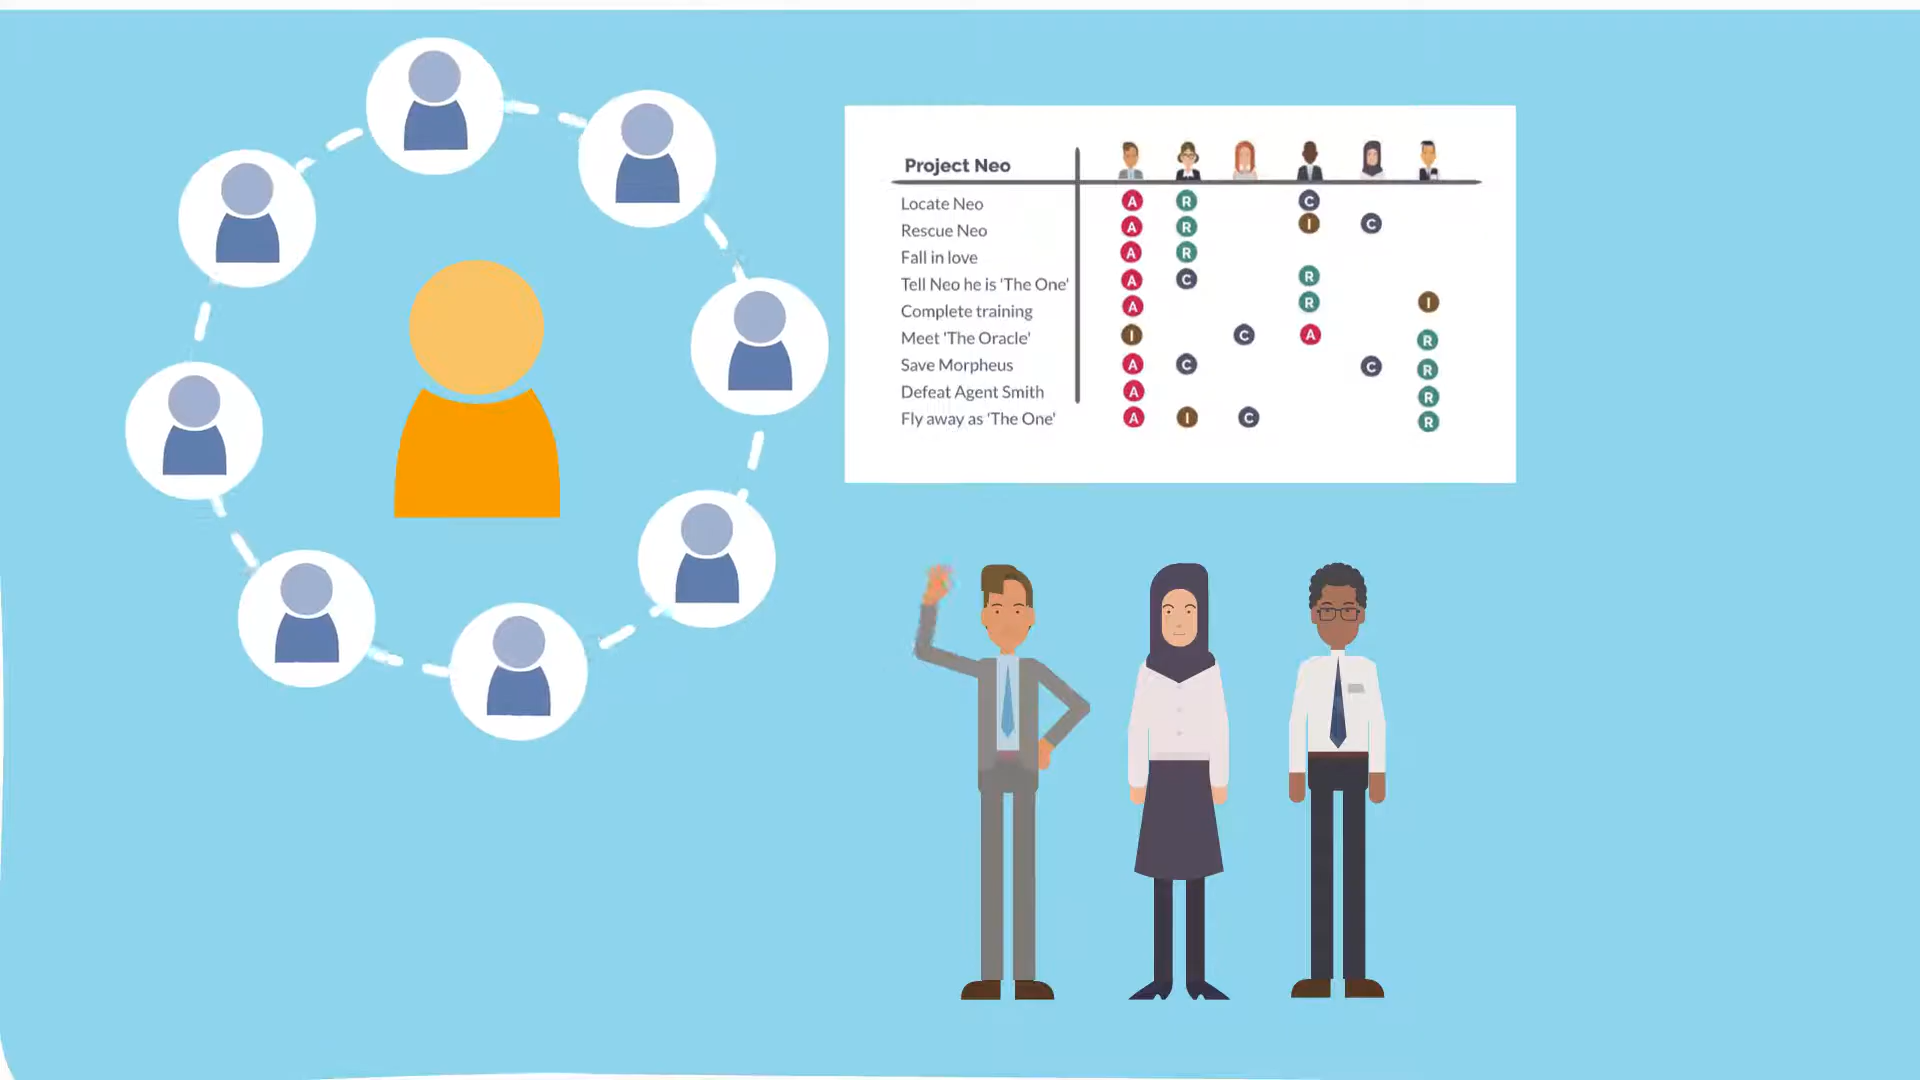 Project Neo
Locate Neo A R C
Rescue Neo A R I C
Fall in love A R
Tell Neo he is 'The One' A C R
Complete training A R I
Meet 'The Oracle' I C A R
Save Morpheus A C C R
Defeat Agent Smith A R
Fly away as 'The One' A I C R